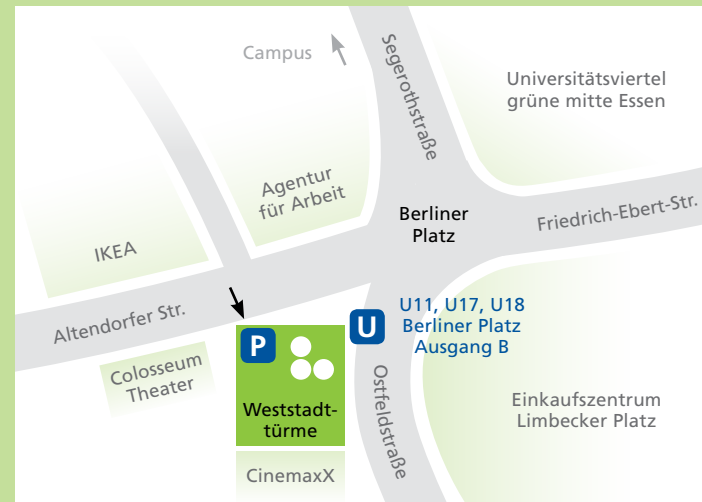 Campus
Segerothstraße
Universitätsviertel
grüne mitte Essen
Agentur
für Arbeit
Berliner
Platz
Friedrich-Ebert-Str.
IKEA
Altendorfer Str.
U11, U17, U18
Berliner Platz
Ausgang B
U
P
Colosseum
Theater
Weststadt-
türme
Ostfeldstraße
Einkaufszentrum
Limbecker Platz
CinemaxX